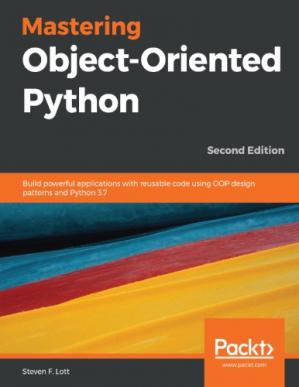 Mastering
Object-Oriented
Python
Second Edition
Build powerful applications with reusable code using OOP design
patterns and Python 3.7
Steven F. Lott
Packt>
www.packt.com